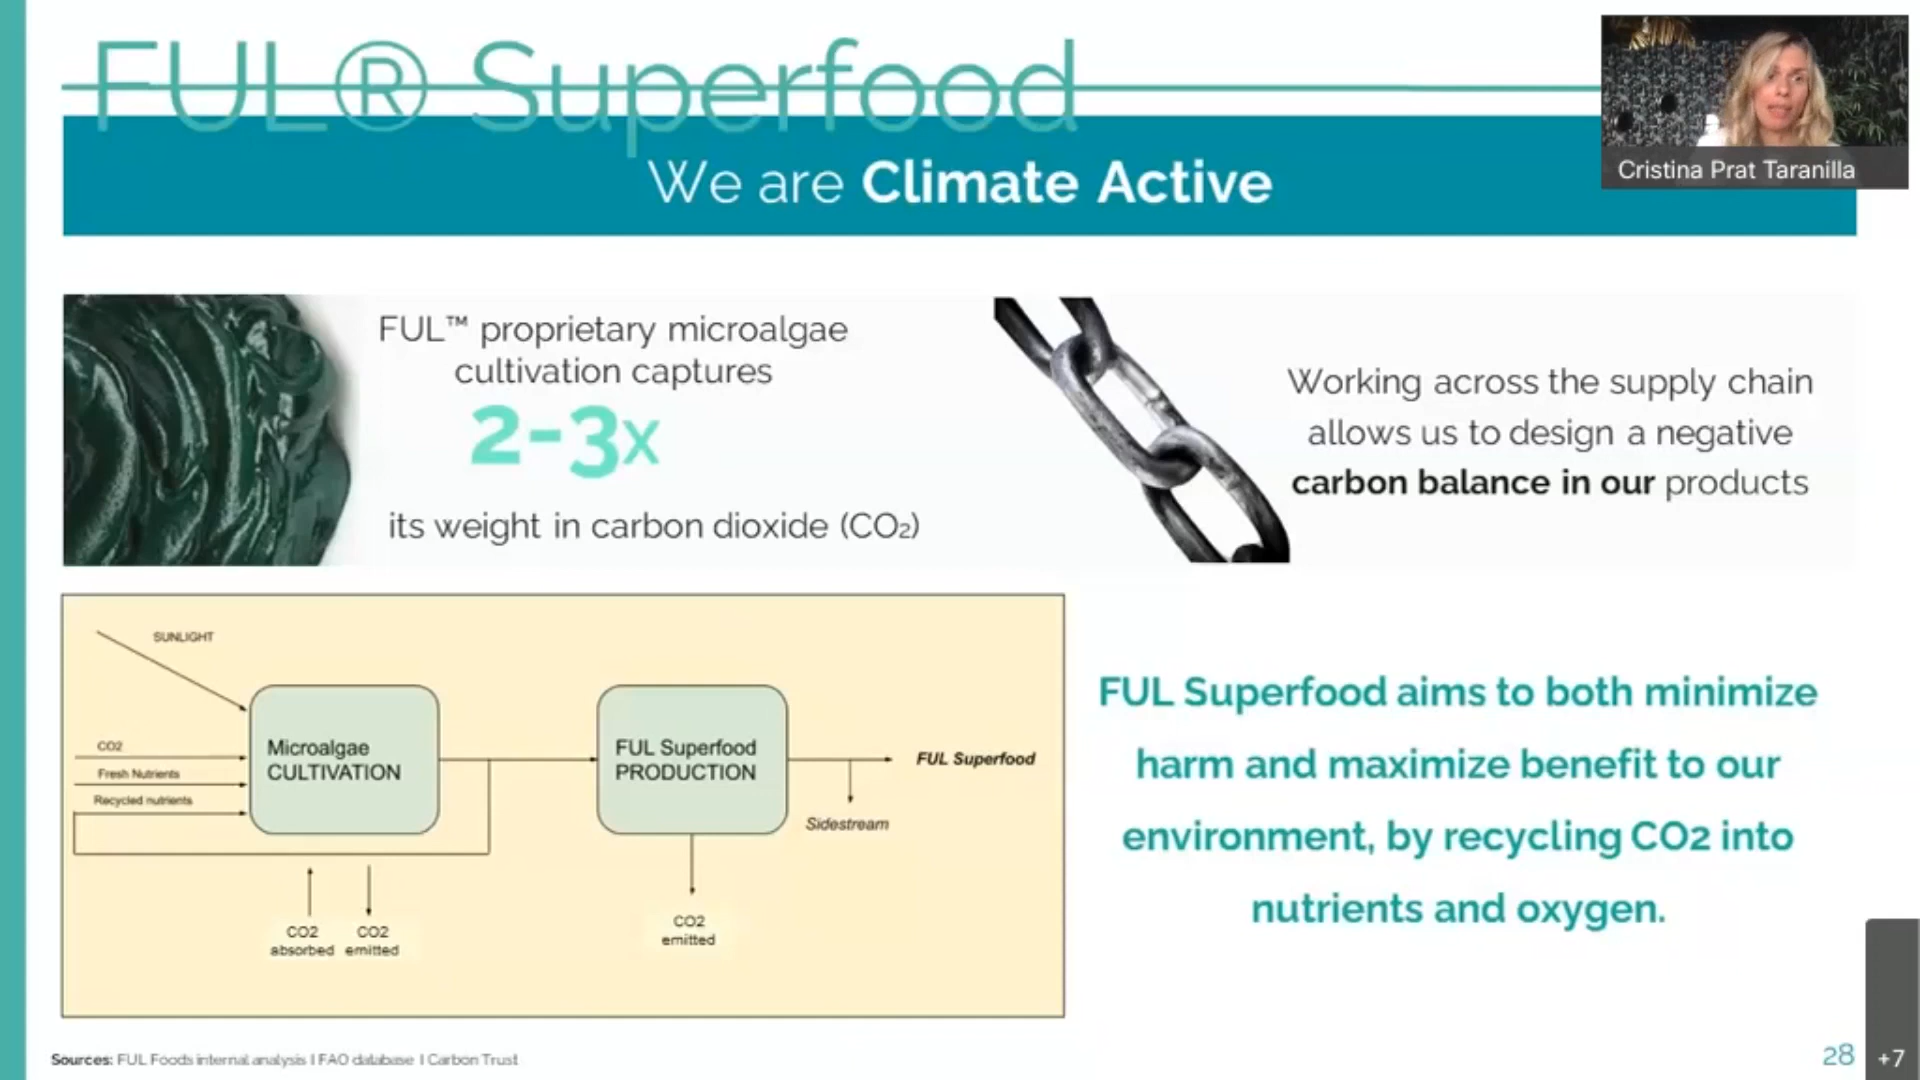 FUL® Superfood
We are Climate Active
Cristina Prat Taranilla
FUL™ proprietary microalgae
cultivation captures
2-3x
its weight in carbon dioxide (CO₂)
Working across the supply chain
allows us to design a negative
carbon balance in our products
SUNLIGHT
CO2
Fresh Nutrients
Recycled nutrients
Microalgae
CULTIVATION
FUL Superfood
PRODUCTION
FUL Superfood
Sidestream
CO2
absorbed
CO2
emitted
CO2
emitted
FUL Superfood aims to both minimize
harm and maximize benefit to our
environment, by recycling CO2 into
nutrients and oxygen.
Sources: FUL Foods internal analysis I FAO database I Carbon Trust
28
+7